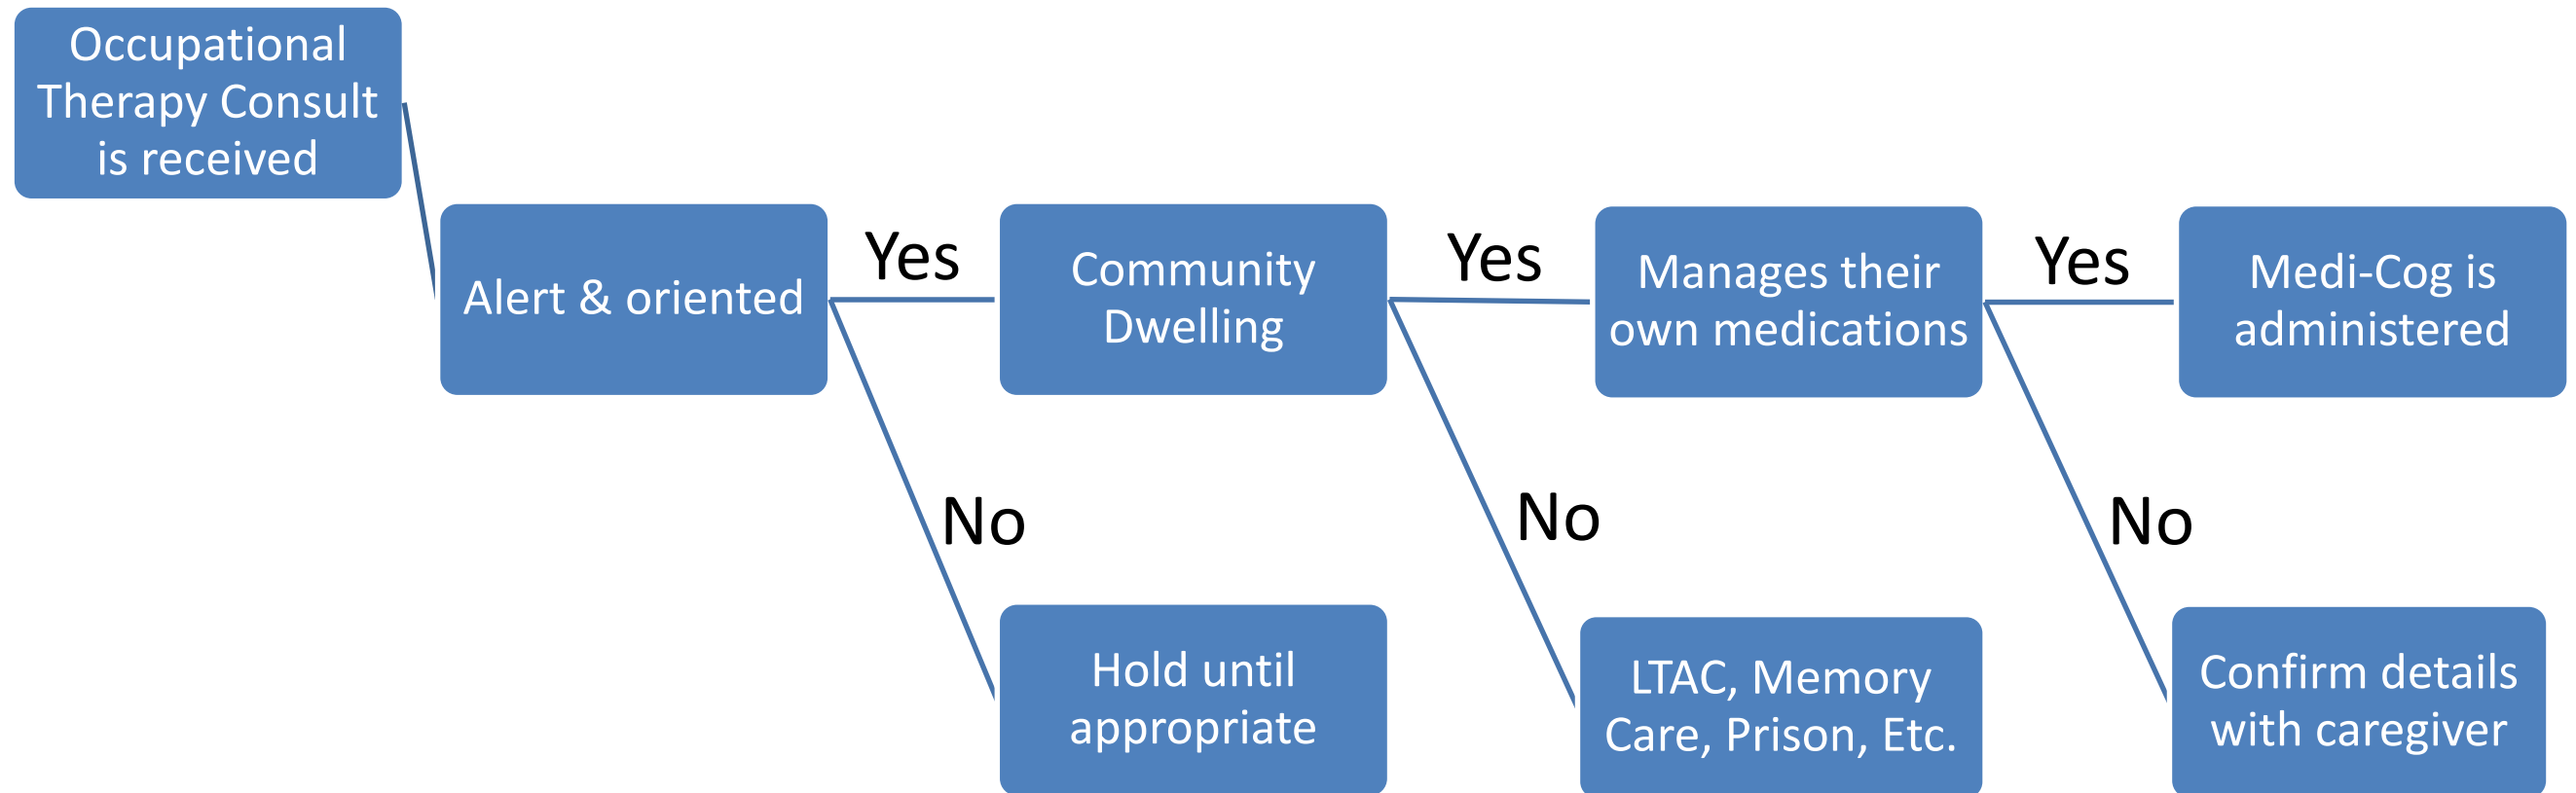 Occupational
Therapy Consult
is received
Alert & oriented
Yes
Community
Dwelling
Yes
Manages their
own medications
Yes
Medi-Cog is
administered
No
Hold until
appropriate
No
LTAC, Memory
Care, Prison, Etc.
No
Confirm details
with caregiver